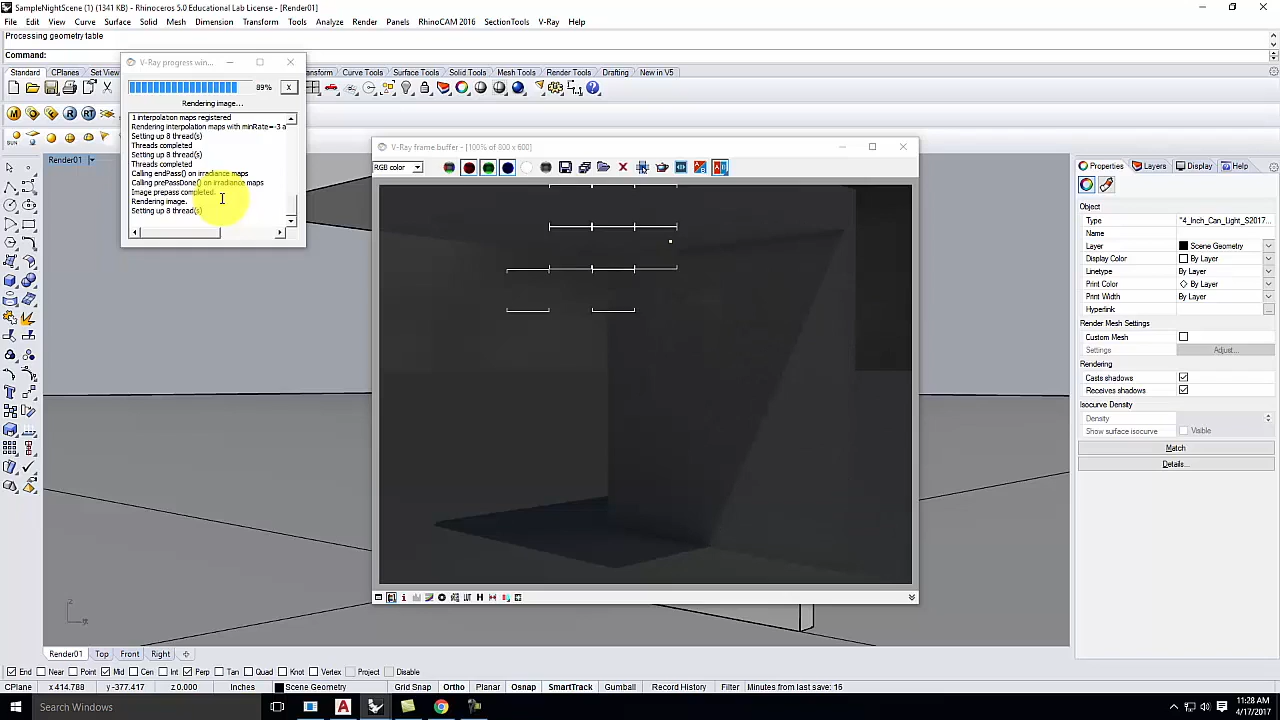 SampleNightScene (1) (1341 KB) - Rhinoceros 5.0 Educational Lab License - [Render01]
File Edit View Curve Surface Solid Mesh Dimension Transform Tools Analyze Render Panels RhinoCAM 2016 SectionTools V-Ray Help
Processing geometry table
Command:
Standard CPlanes Set View
ansform Curve Tools Surface Tools Solid Tools Mesh Tools Render Tools Drafting New in V5
V-Ray progress win...
89% X
Rendering image...
1 interpolation maps registered
Rendering interpolation maps with minRate=-3 a
Setting up 8 thread(s)
Threads completed
Setting up 8 thread(s)
Threads completed
Calling endPass() on irradiance maps
Calling prePassDone() on irradiance maps
Image prepass completed.
Rendering image.
Setting up 8 thread(s)
M R RT
SUN
Render01
V-Ray frame buffer - [100% of 800 x 600]
RGB color
Properties Layers Display Help
Object
Type "4_Inch_Can_Light_S2017...
Name
Layer Scene Geometry
Display Color By Layer
Linetype By Layer
Print Color By Layer
Print Width By Layer
Hyperlink ...
Render Mesh Settings
Custom Mesh
Settings Adjust...
Rendering
Casts shadows
Receives shadows
Isocurve Density
Density
Show surface isocurve Visible
Match
Details...
z
x
Render01 Top Front Right
End Near Point Mid Cen Int Perp Tan Quad Knot Vertex Project Disable
CPlane x 414.788 y -377.417 z 0.000 Inches Scene Geometry Grid Snap Ortho Planar Osnap SmartTrack Gumball Record History Filter Minutes from last save: 16
Search Windows
11:28 AM
4/17/2017